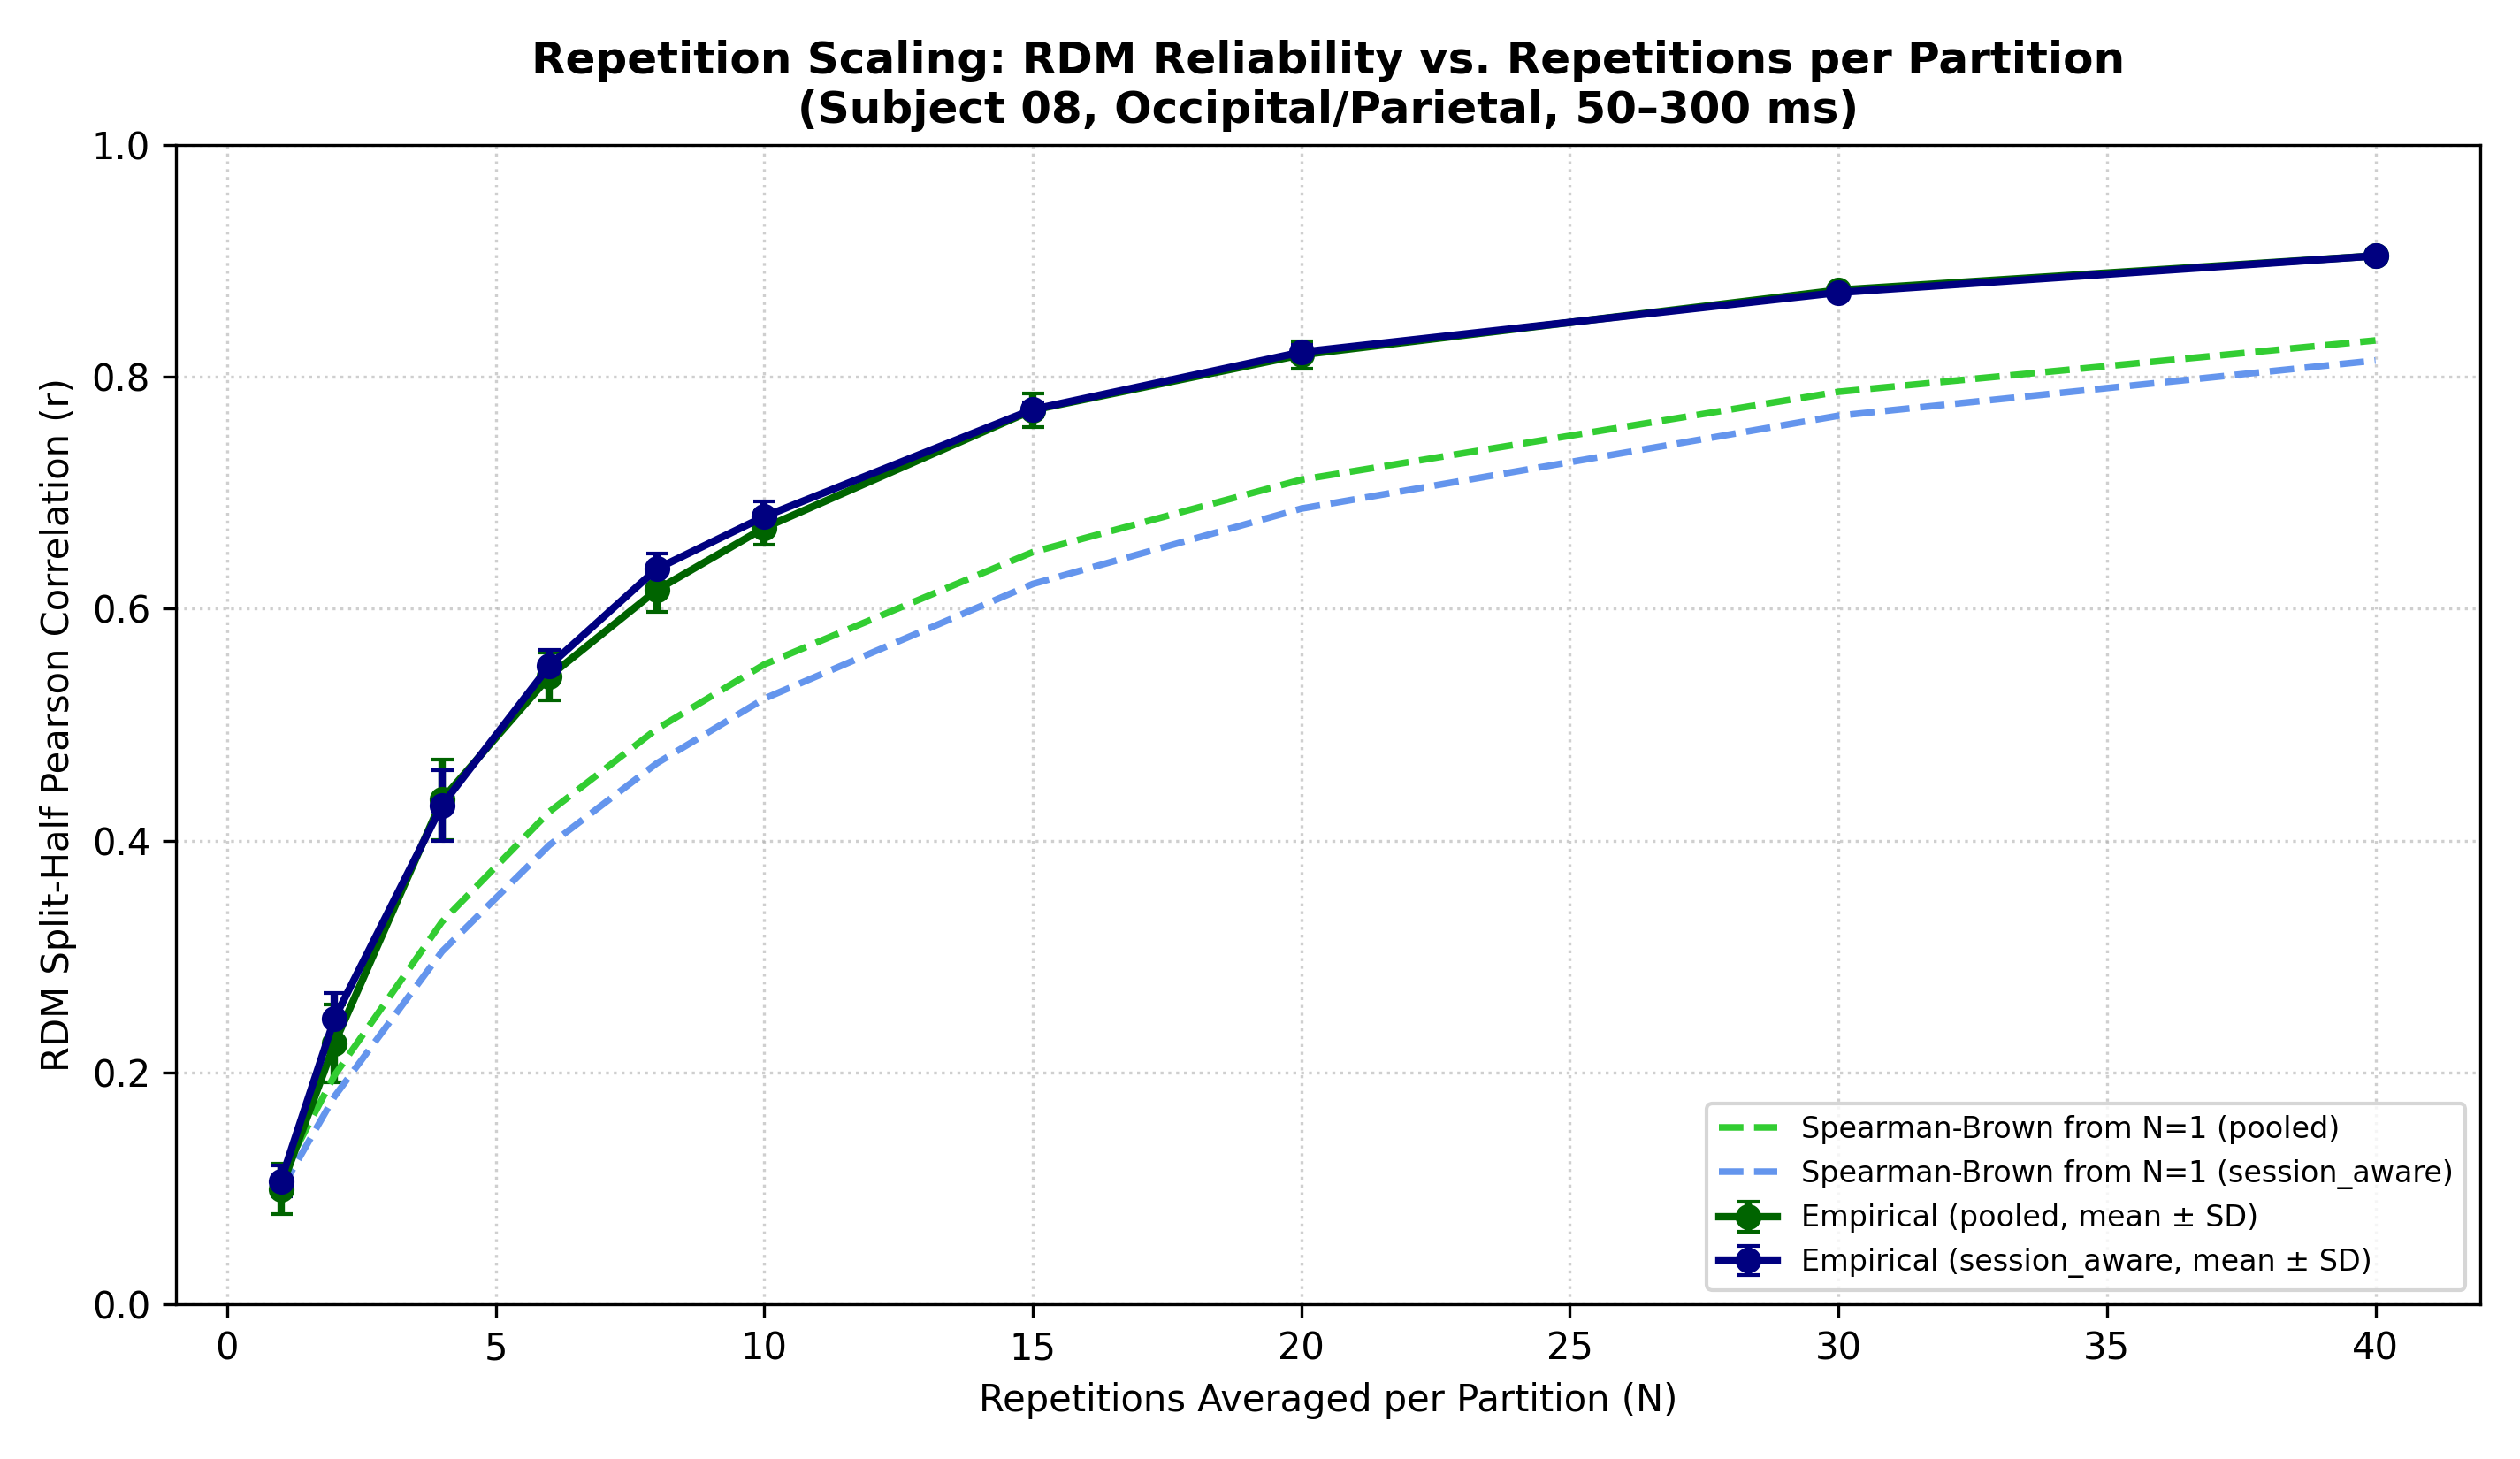 Repetition Scaling: RDM Reliability vs. Repetitions per Partition
(Subject 08, Occipital/Parietal, 50–300 ms)
RDM Split-Half Pearson Correlation (r)
1.0
0.8
0.6
0.4
0.2
0.0
Spearman-Brown from N=1 (pooled)
Spearman-Brown from N=1 (session_aware)
Empirical (pooled, mean ± SD)
Empirical (session_aware, mean ± SD)
0 5 10 15 20 25 30 35 40
Repetitions Averaged per Partition (N)